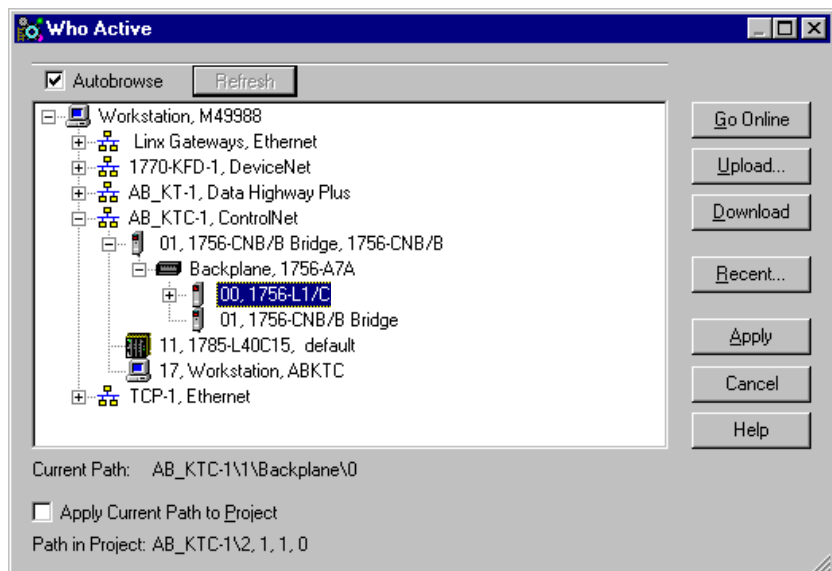 Who Active
Autobrowse
Refresh
Workstation, M49988
Linx Gateways, Ethernet
1770-KFD-1, DeviceNet
AB_KT-1, Data Highway Plus
AB_KTC-1, ControlNet
01, 1756-CNB/B Bridge, 1756-CNB/B
Backplane, 1756-A7A
00, 1756-L1/C
01, 1756-CNB/B Bridge
11, 1785-L40C15, default
17, Workstation, ABKTC
TCP-1, Ethernet
Go Online
Upload...
Download
Recent...
Apply
Cancel
Help
Current Path: AB_KTC-1\1\Backplane\0
Apply Current Path to Project
Path in Project: AB_KTC-1\2, 1, 1, 0